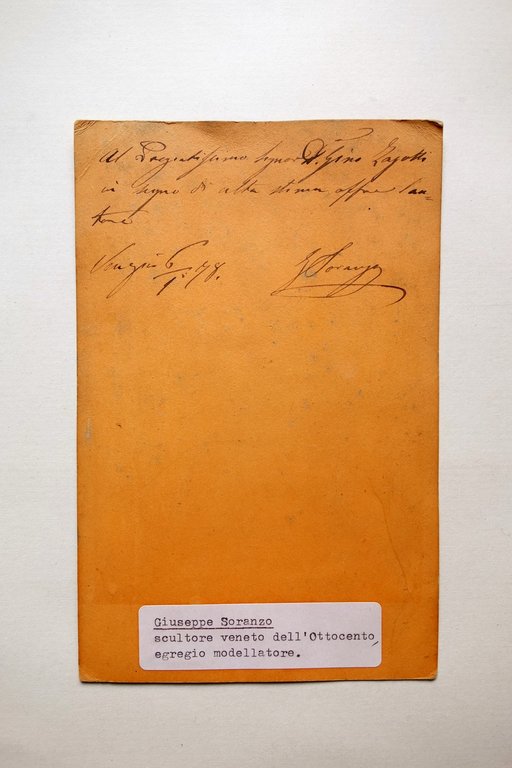 Al Pregiatissimo Signor Dr. Gino Zagotti
in segno di alta stima offre l'au-
tore
Venezia 6/1° 78.
G Soranzo
Giuseppe Soranzo
scultore veneto dell'Ottocento,
egregio modellatore.